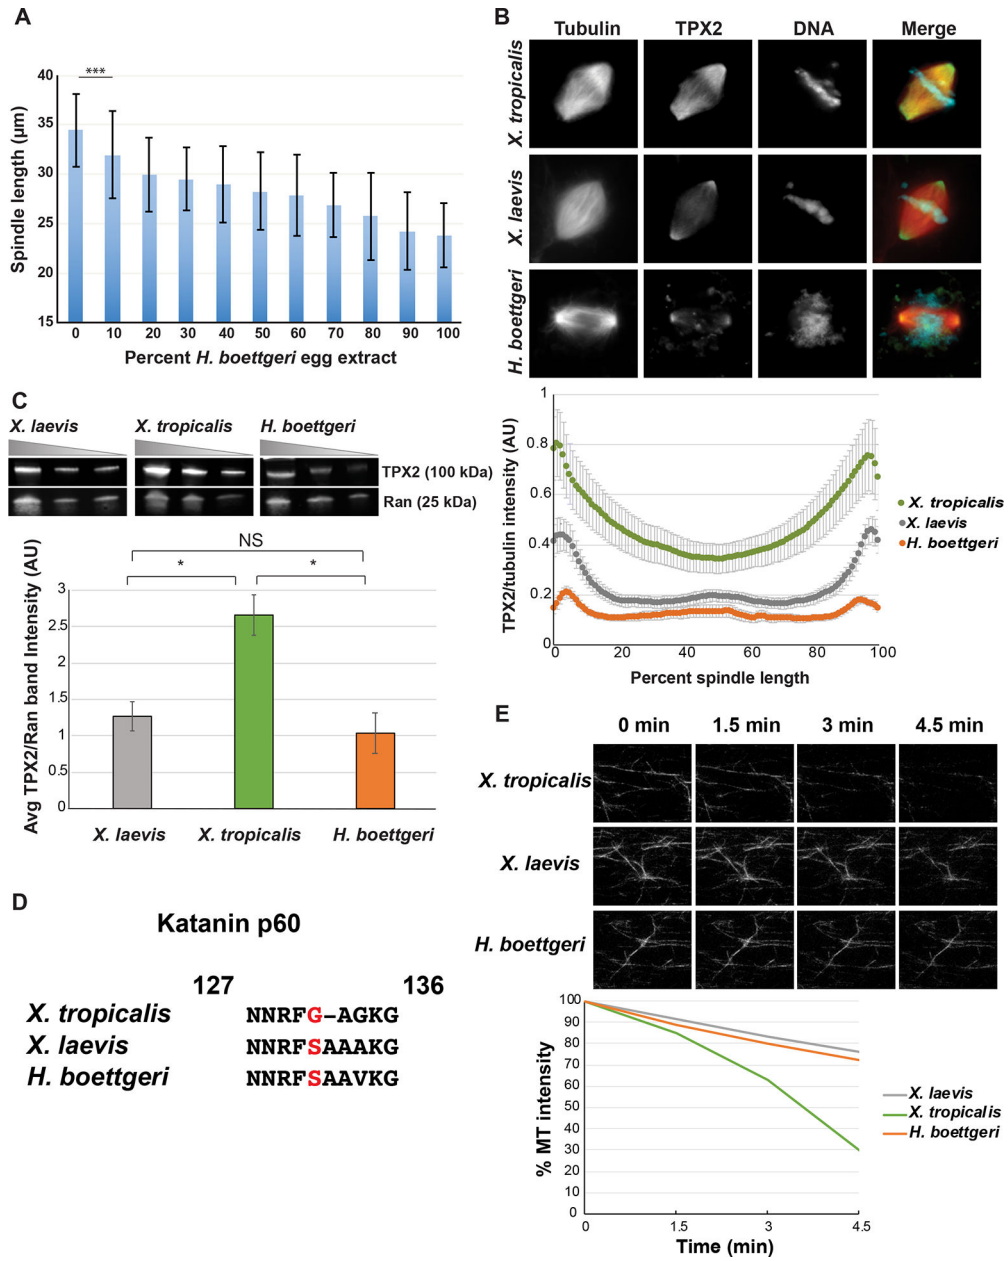 A
40
35
30
25
20
15
Spindle length (µm)
***
0 10 20 30 40 50 60 70 80 90 100
Percent H. boettgeri egg extract
B
Tubulin TPX2 DNA Merge
X. tropicalis
X. laevis
H. boettgeri
1
0.8
0.6
0.4
0.2
0
TPX2/tubulin intensity (AU)
0 20 40 60 80 100
Percent spindle length
X. tropicalis
X. laevis
H. boettgeri
C
X. laevis X. tropicalis H. boettgeri
TPX2 (100 kDa)
Ran (25 kDa)
NS
* *
3
2.5
2
1.5
1
0.5
0
Avg TPX2/Ran band Intensity (AU)
X. laevis X. tropicalis H. boettgeri
D
Katanin p60
127 136
X. tropicalis NNRFG–AGKG
X. laevis NNRFSAAAKG
H. boettgeri NNRFSAAVKG
E
0 min 1.5 min 3 min 4.5 min
X. tropicalis
X. laevis
H. boettgeri
100
90
80
70
60
50
40
30
20
10
0
% MT intensity
0 1.5 3 4.5
Time (min)
X. laevis
X. tropicalis
H. boettgeri